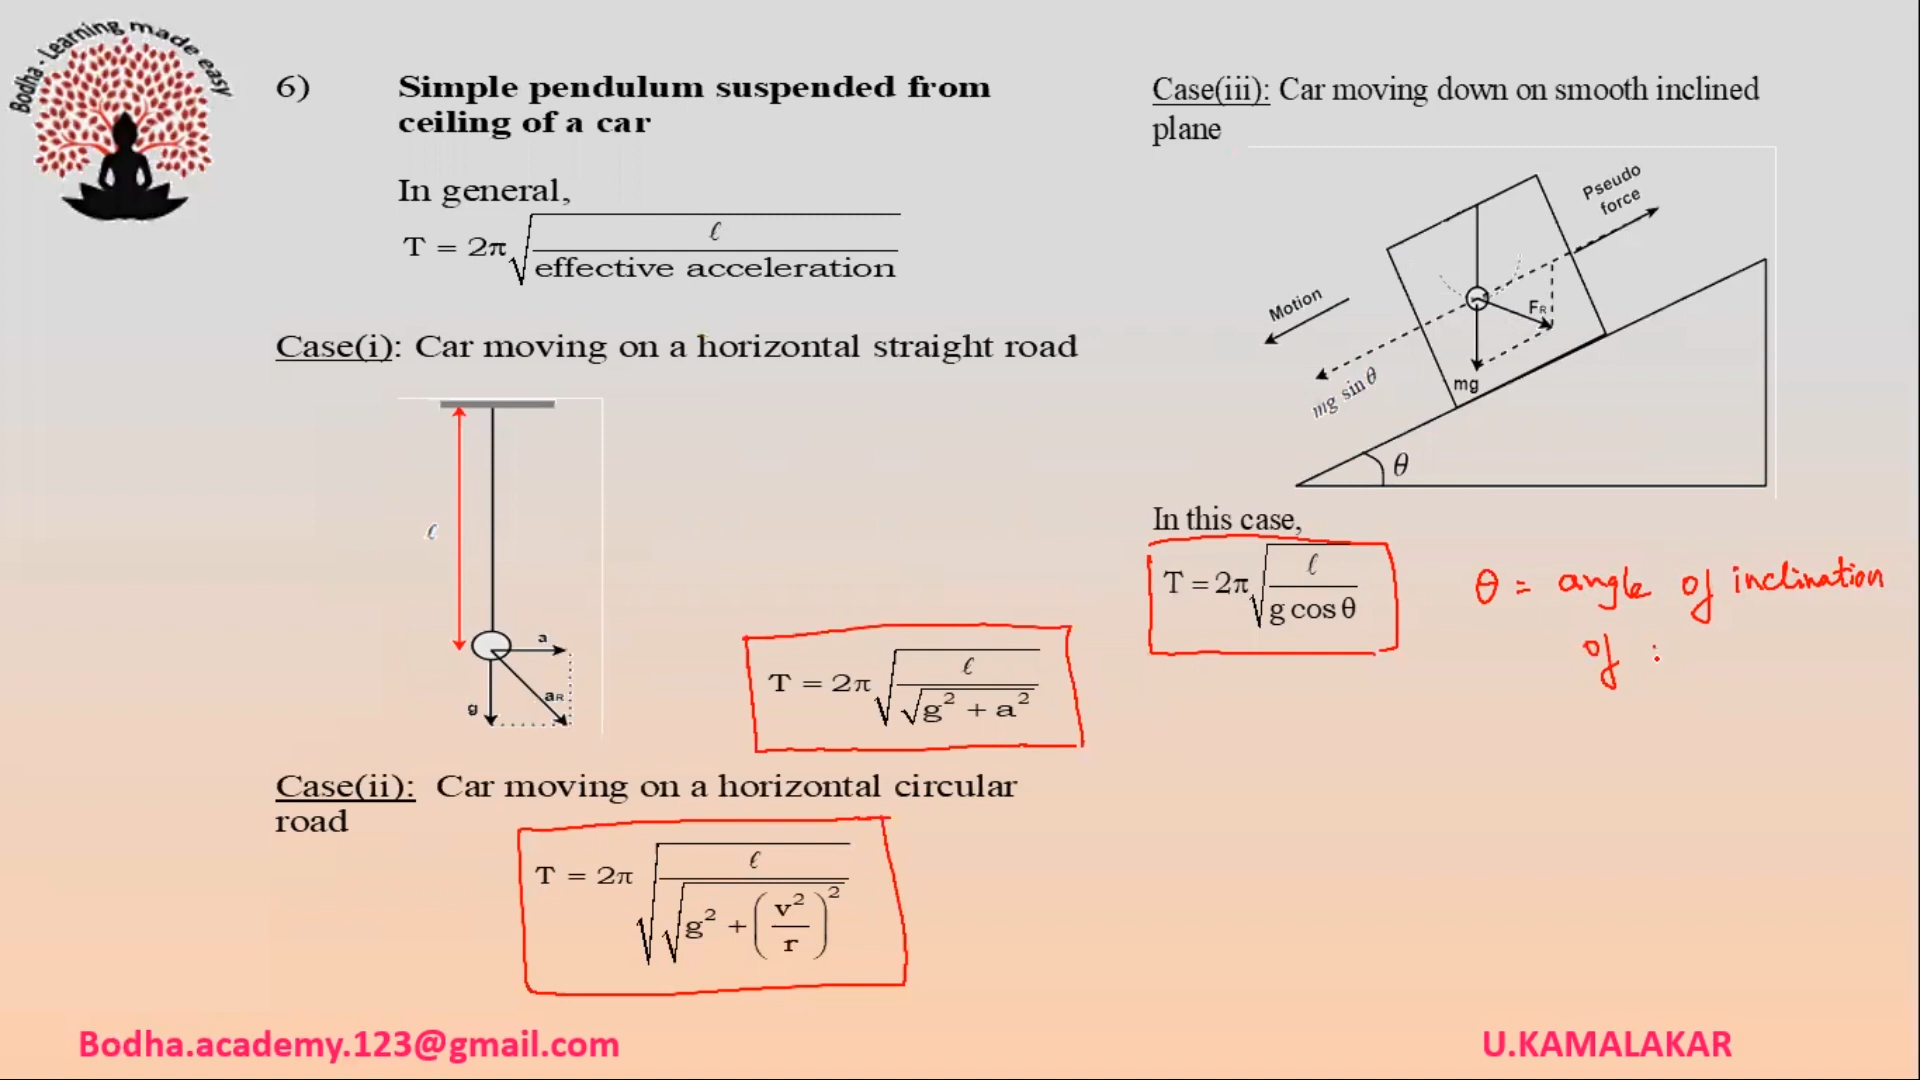 Bodha - Learning made easy
6) Simple pendulum suspended from
ceiling of a car
In general,
T = 2π√(ℓ / effective acceleration)
Case(i): Car moving on a horizontal straight road
ℓ
a
g
aR
T = 2π√(ℓ / √(g² + a²))
Case(ii): Car moving on a horizontal circular
road
T = 2π√(ℓ / √(g² + (v²/r)²))
Case(iii): Car moving down on smooth inclined
plane
Pseudo
force
Motion
FR
mg
mg sin θ
θ
In this case,
T = 2π√(ℓ / g cos θ)
θ = angle of inclination
of
Bodha.academy.123@gmail.com
U.KAMALAKAR